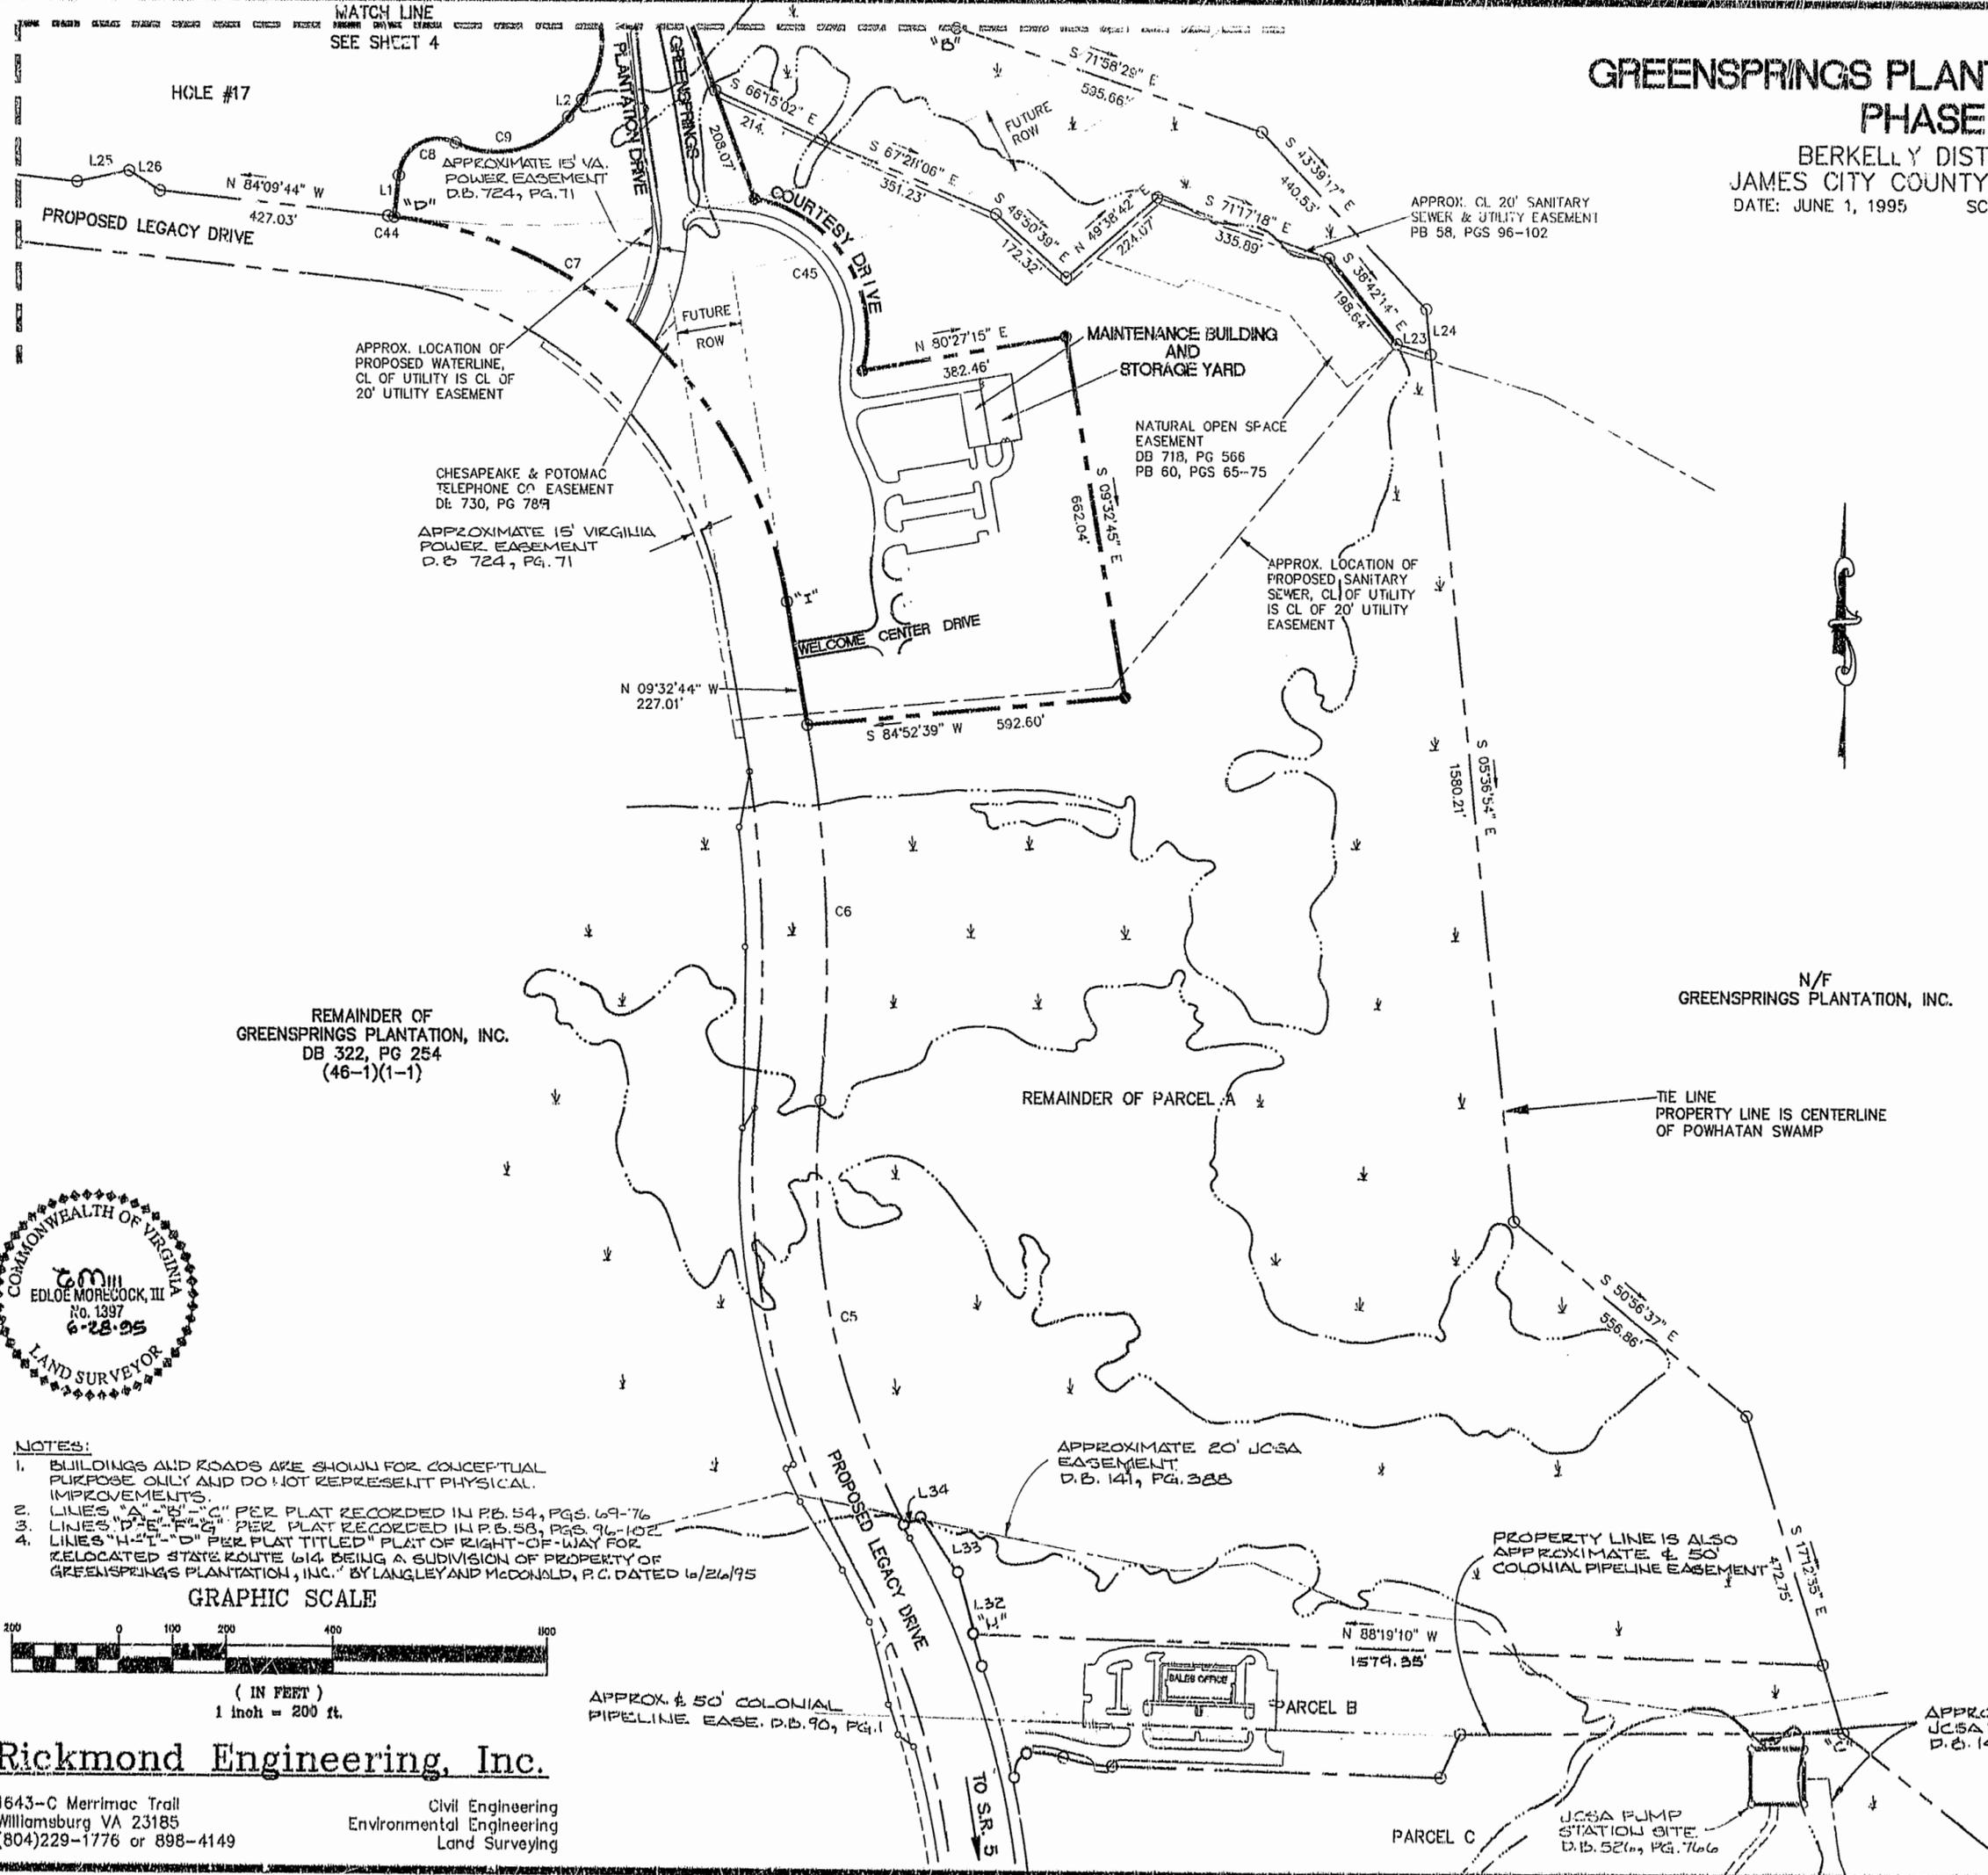 MATCH LINE
SEE SHEET 4
HOLE #17
GREENSPRINGS PLAN
PHASE
BERKELLY DIST
JAMES CITY COUNTY
DATE: JUNE 1, 1995 SC
"B"
S 71°58'29" E
595.66'
FUTURE
ROW
S 43°39'17" E
440.53'
PLANTATION DRIVE
GREENSPRINGS
208.07'
S 66°15'02" E
214.
S 67°28'06" E
351.23'
S 48°50'39" E
172.32'
N 49°38'42" E
224.07'
S 71°17'18" E
335.89'
S 38°42'14" E
198.64'
L23
L24
APPROX. CL 20' SANITARY
SEWER & UTILITY EASEMENT
PB 58, PGS 96-102
L25
L26
N 84°09'44" W
427.03'
PROPOSED LEGACY DRIVE
L1
"D"
C44
C8
C9
L2
C7
APPROXIMATE 15' VA.
POWER EASEMENT
D.B. 724, PG. 71
COURTESY DRIVE
C45
FUTURE
ROW
N 80°27'15" E
382.46'
MAINTENANCE BUILDING
AND
STORAGE YARD
APPROX. LOCATION OF
PROPOSED WATERLINE,
CL OF UTILITY IS CL OF
20' UTILITY EASEMENT
CHESAPEAKE & POTOMAC
TELEPHONE CO EASEMENT
DB 730, PG 789
APPROXIMATE 15' VIRGINIA
POWER EASEMENT
D.B 724, PG. 71
NATURAL OPEN SPACE
EASEMENT
DB 718, PG 566
PB 60, PGS 65-75
S 09°32'45" E
662.04'
APPROX. LOCATION OF
PROPOSED SANITARY
SEWER, CL OF UTILITY
IS CL OF 20' UTILITY
EASEMENT
"I"
WELCOME CENTER DRIVE
N 09°32'44" W
227.01'
S 84°52'39" W 592.60'
S 05°36'54" E
1580.21'
C6
N/F
GREENSPRINGS PLANTATION, INC.
REMAINDER OF
GREENSPRINGS PLANTATION, INC.
DB 322, PG 254
(46-1)(1-1)
REMAINDER OF PARCEL A
TIE LINE
PROPERTY LINE IS CENTERLINE
OF POWHATAN SWAMP
COMMONWEALTH OF VIRGINIA
EDLOE MORECOCK, III
No. 1397
6-28-95
LAND SURVEYOR
C5
S 50°56'37" E
556.86'
NOTES:
1. BUILDINGS AND ROADS ARE SHOWN FOR CONCEPTUAL
PURPOSE ONLY AND DO NOT REPRESENT PHYSICAL
IMPROVEMENTS.
2. LINES "A"-"B"-"C" PER PLAT RECORDED IN P.B. 54, PGS. 69-76
3. LINES "D"-"E"-"F"-"G" PER PLAT RECORDED IN P.B. 58, PGS. 96-102
4. LINES "H"-"I"-"D" PER PLAT TITLED "PLAT OF RIGHT-OF-WAY FOR
RELOCATED STATE ROUTE 614 BEING A SUDIVISION OF PROPERTY OF
GREENSPRINGS PLANTATION, INC." BY LANGLEY AND McDONALD, P.C. DATED 6/26/95
APPROXIMATE 20' JCSA
EASEMENT
D.B. 141, PG. 388
L34
L33
L32
"H"
PROPOSED LEGACY DRIVE
PROPERTY LINE IS ALSO
APPROXIMATE ℄ 50'
COLONIAL PIPELINE EASEMENT
S 17°12'35" E
472.75'
N 88°19'10" W
1579.35'
GRAPHIC SCALE
200 0 100 200 400 800
( IN FEET )
1 inch = 200 ft.
SALES OFFICE
PARCEL B
APPROX. ℄ 50' COLONIAL
PIPELINE EASE. D.B. 90, PG. 1
"C"
APPRO
JCSA
D.B. 14
Rickmond Engineering, Inc.
1643-C Merrimac Trail
Williamsburg VA 23185
(804)229-1776 or 898-4149
Civil Engineering
Environmental Engineering
Land Surveying
TO S.R. 5
PARCEL C
JCSA PUMP
STATION SITE
D.B. 526, PG. 766